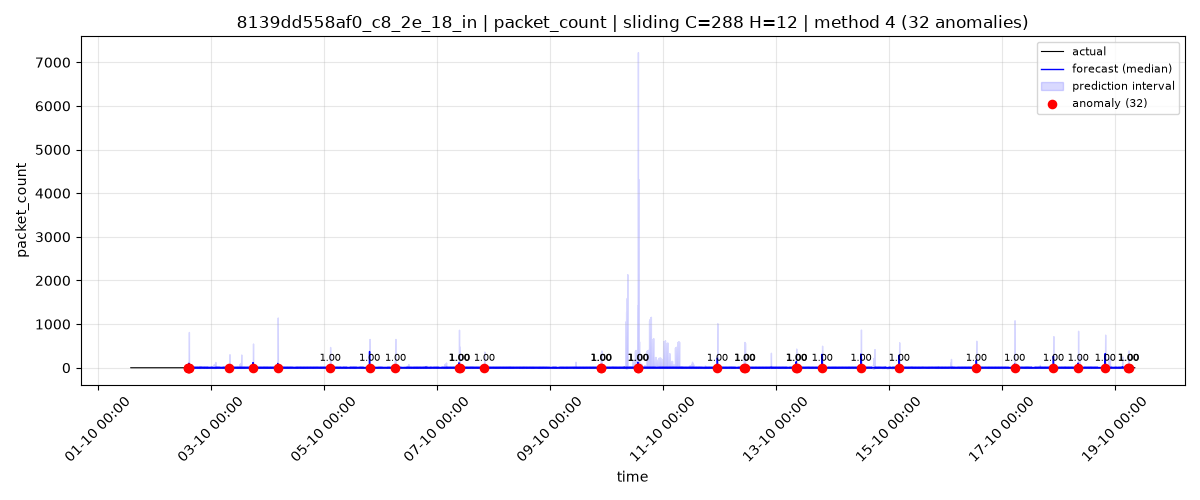 8139dd558af0_c8_2e_18_in | packet_count | sliding C=288 H=12 | method 4 (32 anomalies)
actual
forecast (median)
prediction interval
anomaly (32)
packet_count
7000
6000
5000
4000
3000
2000
1000
0
1.00 1.00 1.00 1.00 1.00 1.00 1.00 1.00 1.00 1.00 1.00 1.00 1.00 1.00 1.00 1.00 1.00 1.00 1.00
01-10 00:00 03-10 00:00 05-10 00:00 07-10 00:00 09-10 00:00 11-10 00:00 13-10 00:00 15-10 00:00 17-10 00:00 19-10 00:00
time